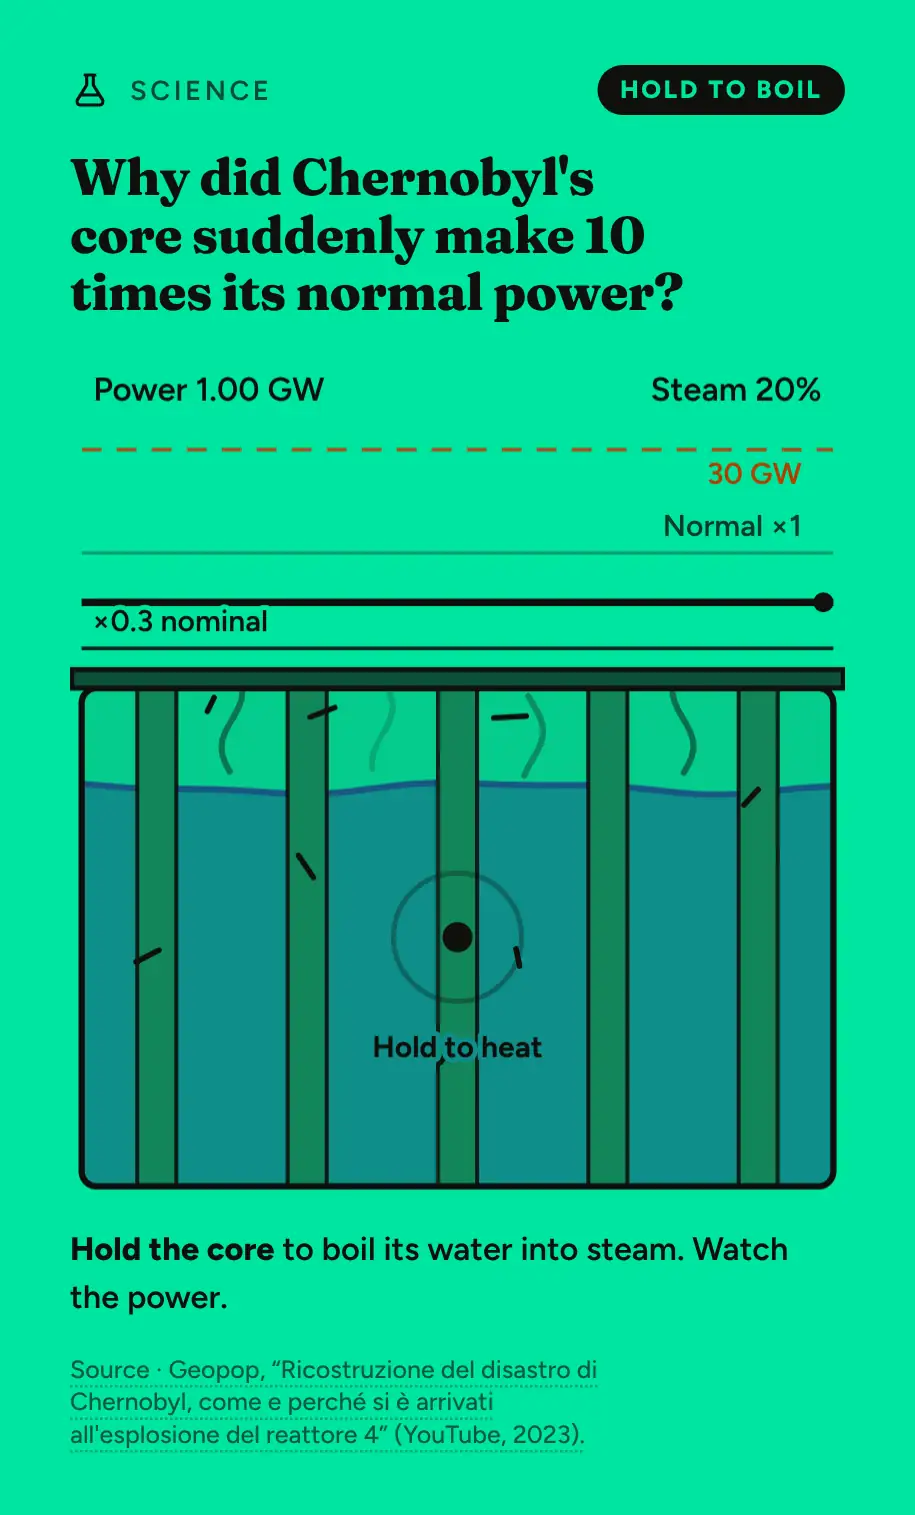 SCIENCE
HOLD TO BOIL
Why did Chernobyl's
core suddenly make 10
times its normal power?
Power 1.00 GW
Steam 20%
30 GW
Normal ×1
×0.3 nominal
Hold to heat
Hold the core to boil its water into steam. Watch
the power.
Source · Geopop, “Ricostruzione del disastro di
Chernobyl, come e perché si è arrivati
all'esplosione del reattore 4” (YouTube, 2023).